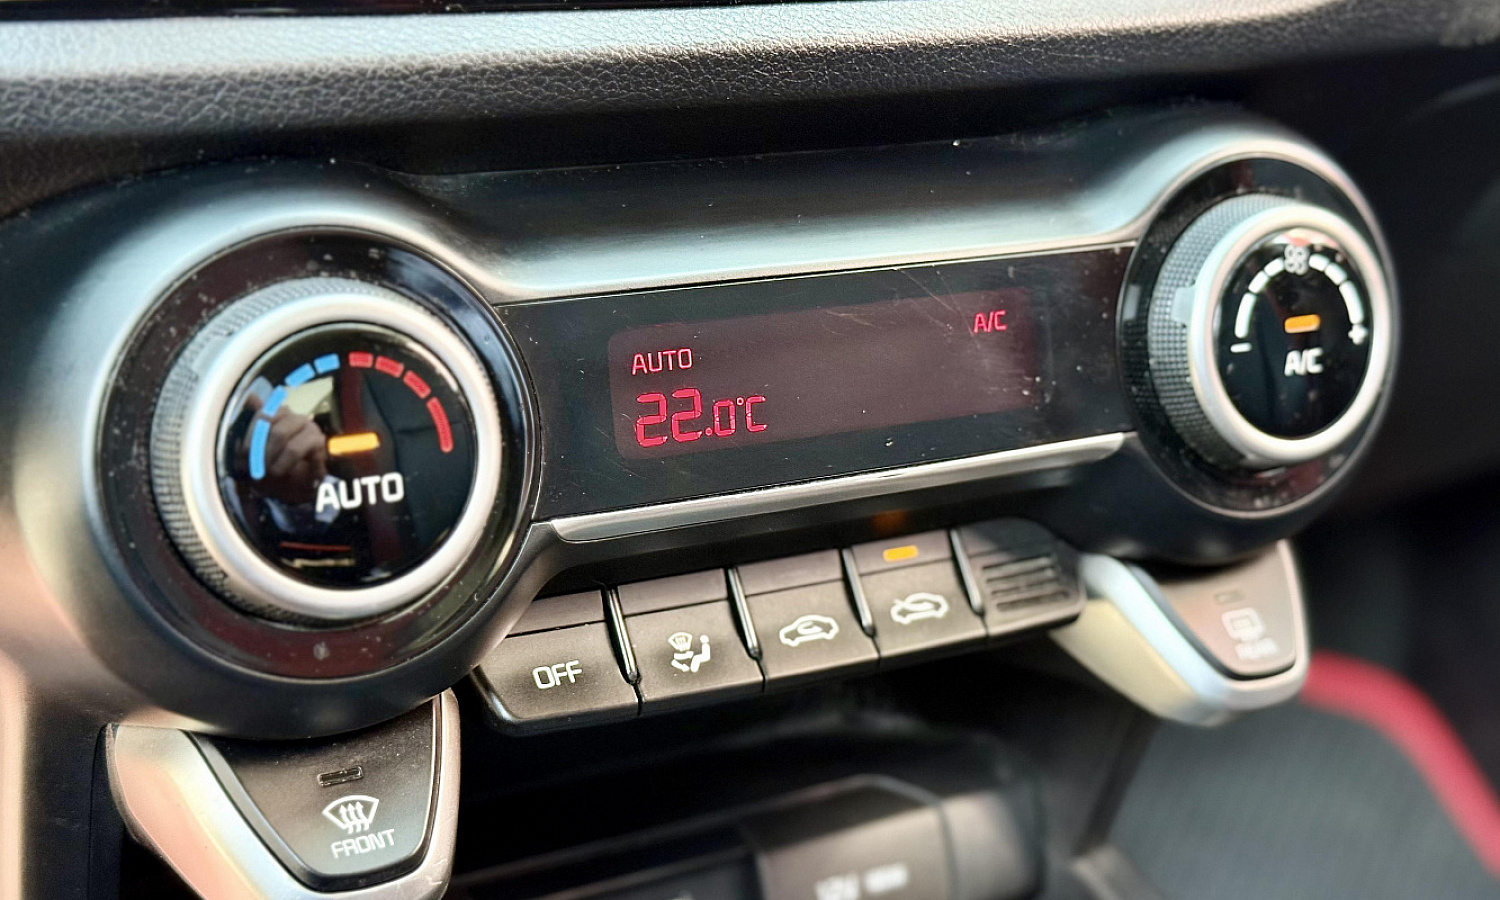 A/C
AUTO
22.0°C
A/C
AUTO
OFF
FRONT
REAR